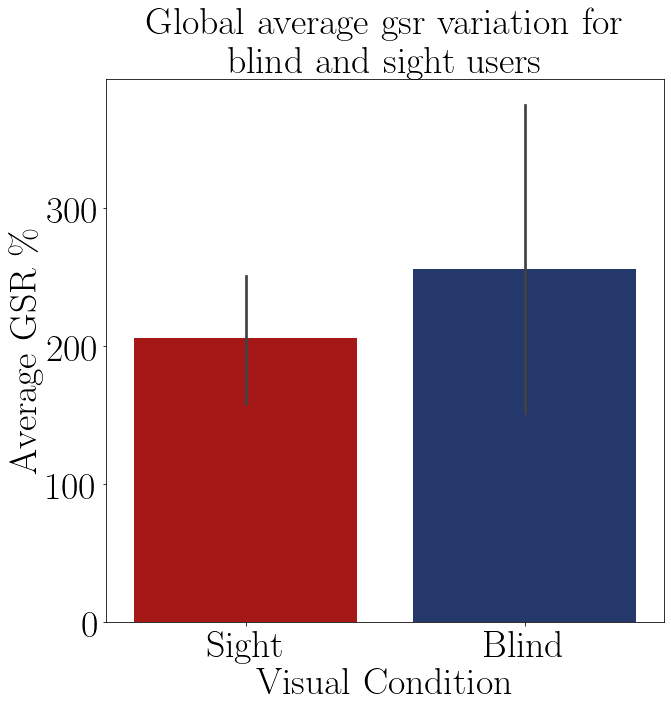 Global average gsr variation for
blind and sight users
Average GSR %
300
200
100
0
Sight
Blind
Visual Condition